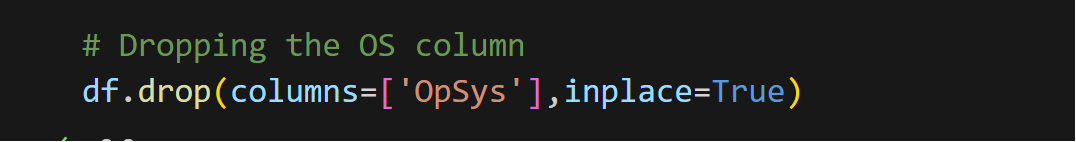 # Dropping the OS column
df.drop(columns=['OpSys'],inplace=True)